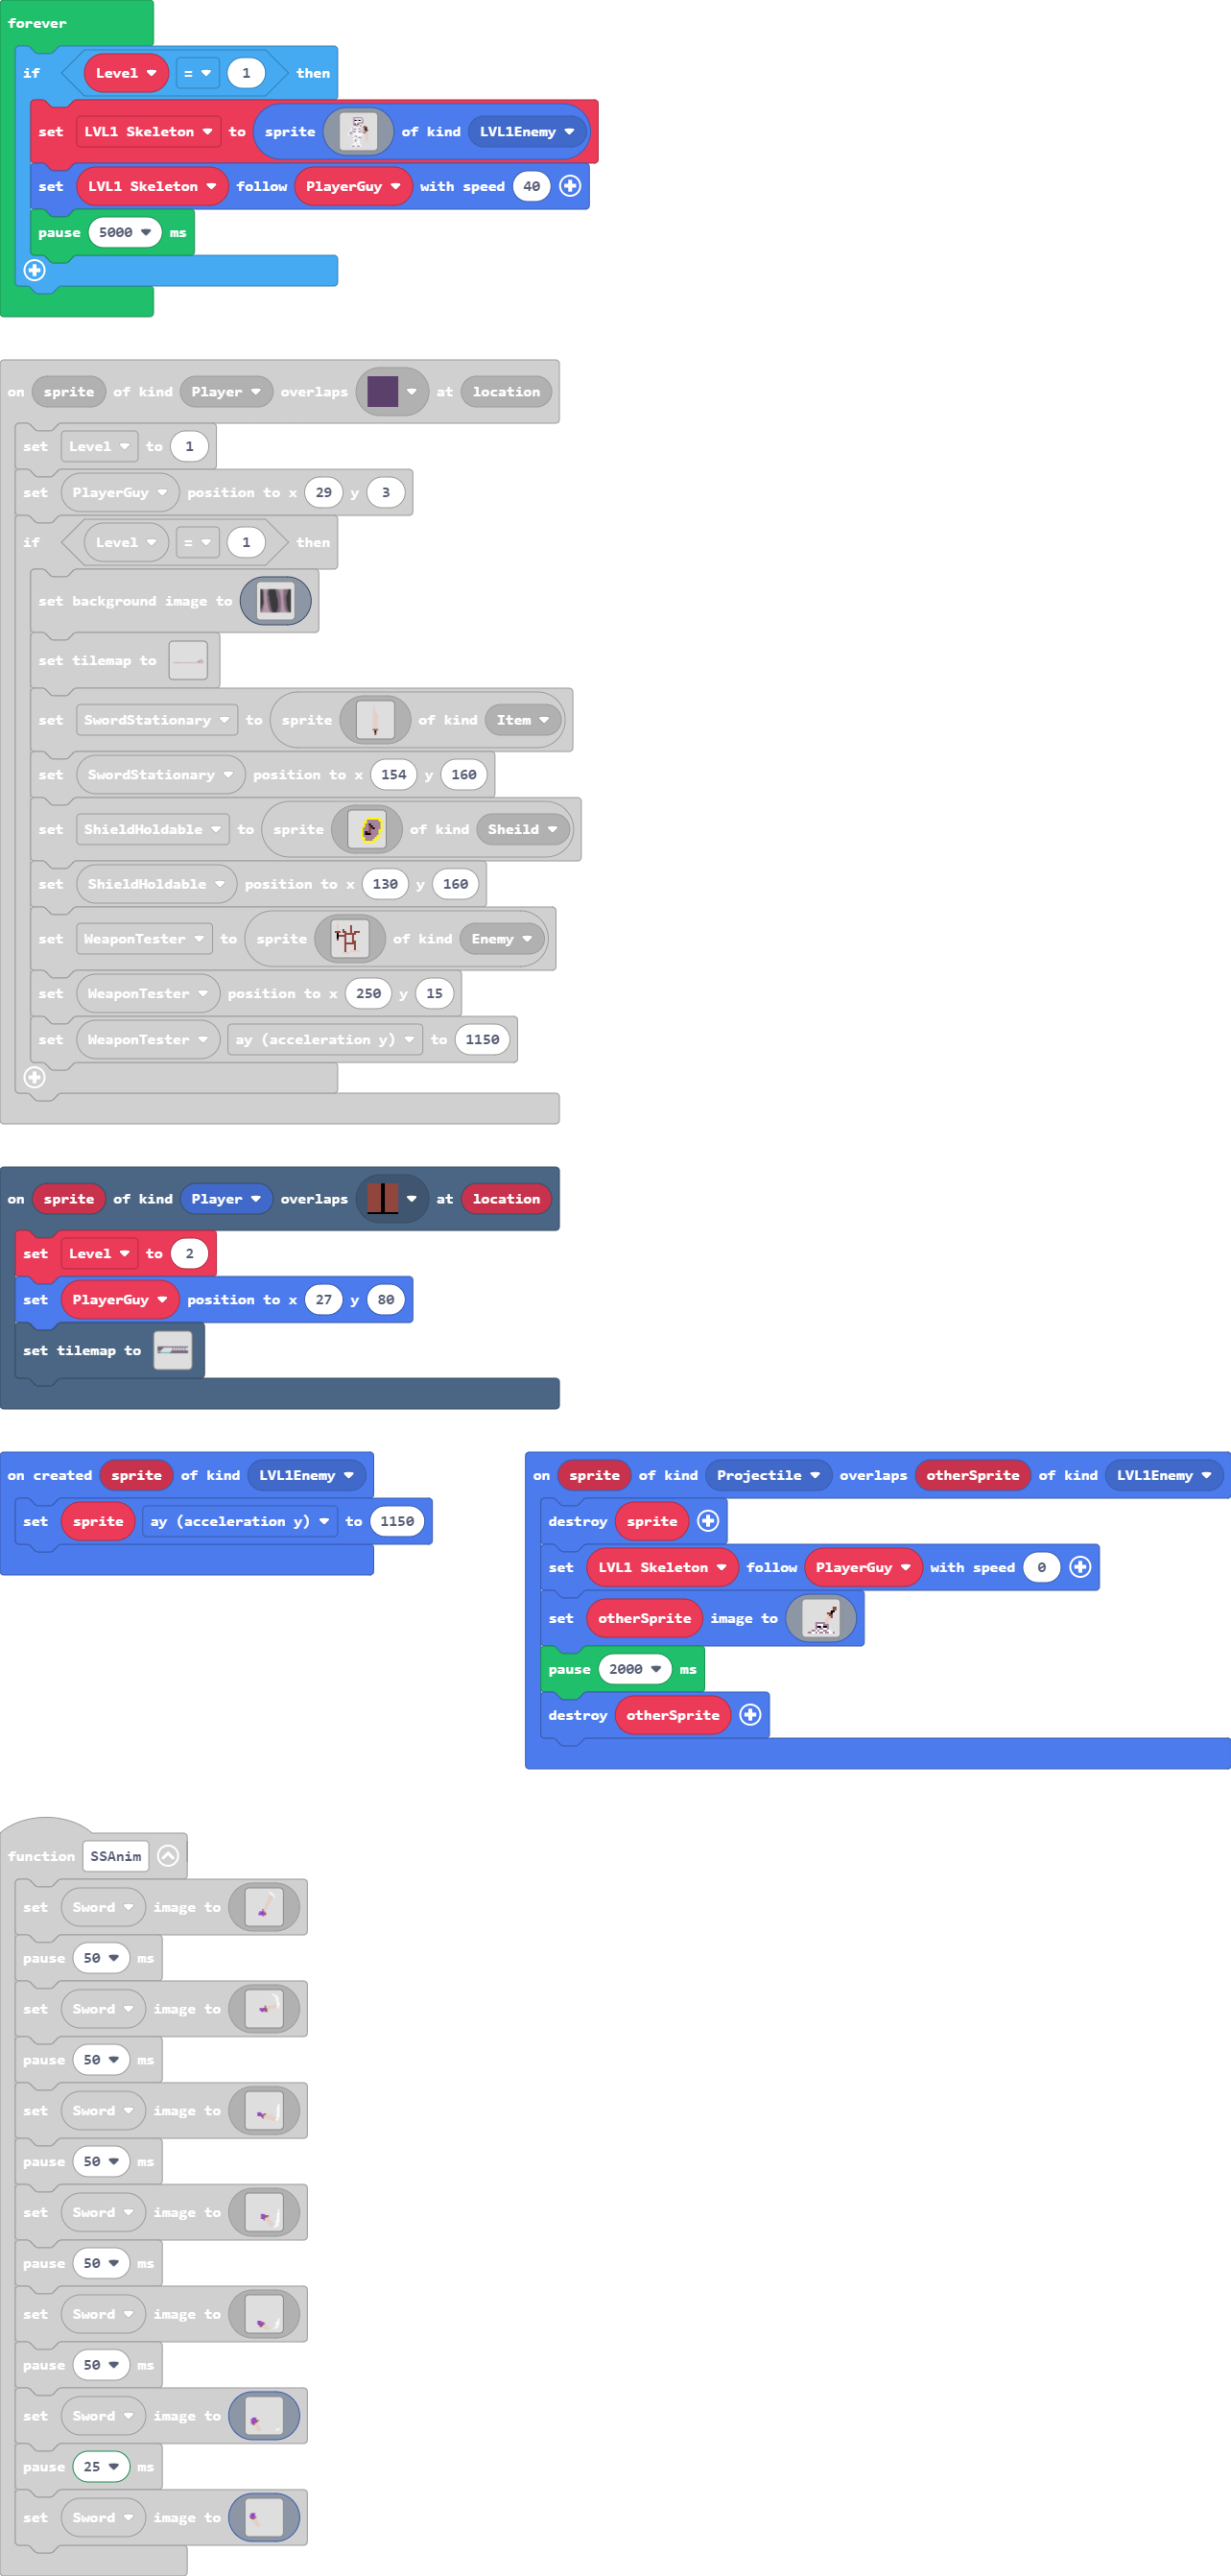 forever
if Level = 1 then
set LVL1 Skeleton to sprite of kind LVL1Enemy
set LVL1 Skeleton follow PlayerGuy with speed 40
pause 5000 ms
on sprite of kind Player overlaps at location
set Level to 1
set PlayerGuy position to x 29 y 3
if Level = 1 then
set background image to
set tilemap to
set SwordStationary to sprite of kind Item
set SwordStationary position to x 154 y 160
set ShieldHoldable to sprite of kind Sheild
set ShieldHoldable position to x 130 y 160
set WeaponTester to sprite of kind Enemy
set WeaponTester position to x 250 y 15
set WeaponTester ay (acceleration y) to 1150
on sprite of kind Player overlaps at location
set Level to 2
set PlayerGuy position to x 27 y 80
set tilemap to
on created sprite of kind LVL1Enemy
set sprite ay (acceleration y) to 1150
on sprite of kind Projectile overlaps otherSprite of kind LVL1Enemy
destroy sprite
set LVL1 Skeleton follow PlayerGuy with speed 0
set otherSprite image to
pause 2000 ms
destroy otherSprite
function SSAnim
set Sword image to
pause 50 ms
set Sword image to
pause 50 ms
set Sword image to
pause 50 ms
set Sword image to
pause 50 ms
set Sword image to
pause 50 ms
set Sword image to
pause 25 ms
set Sword image to